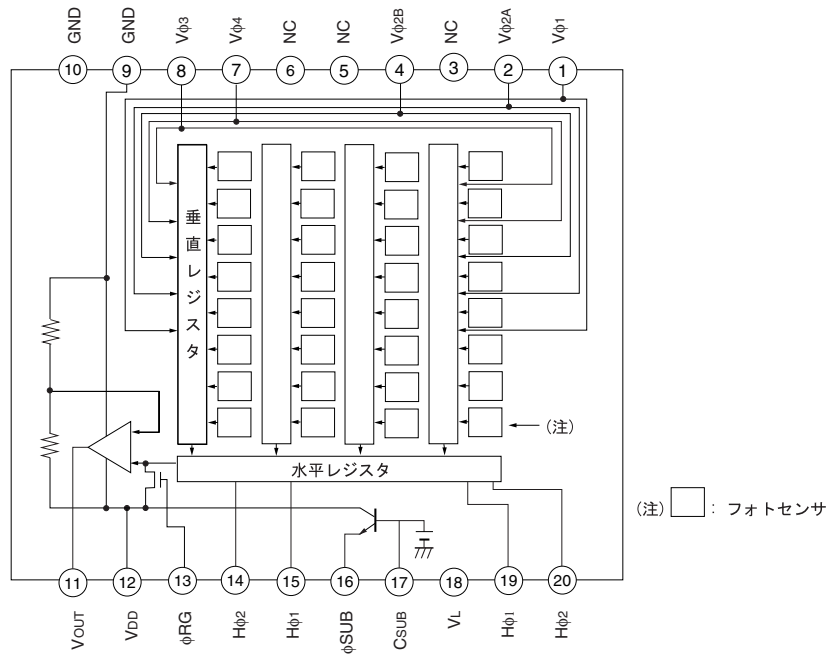 GND
GND
Vφ3
Vφ4
NC
NC
Vφ2B
NC
Vφ2A
Vφ1
10
9
8
7
6
5
4
3
2
1
垂直レジスタ
(注)
水平レジスタ
(注) : フォトセンサ
11
12
13
14
15
16
17
18
19
20
VOUT
VDD
φRG
Hφ2
Hφ1
φSUB
CSUB
VL
Hφ1
Hφ2